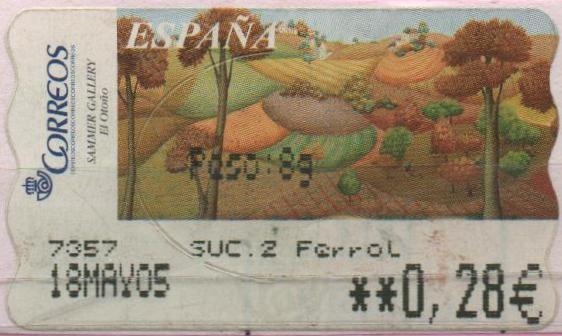 ESPAÑA
CORREOS
SAMMER GALLERY
El Otoño
Peso:8g
7357 SUC.2 Ferrol
18MAY05 **0,28€